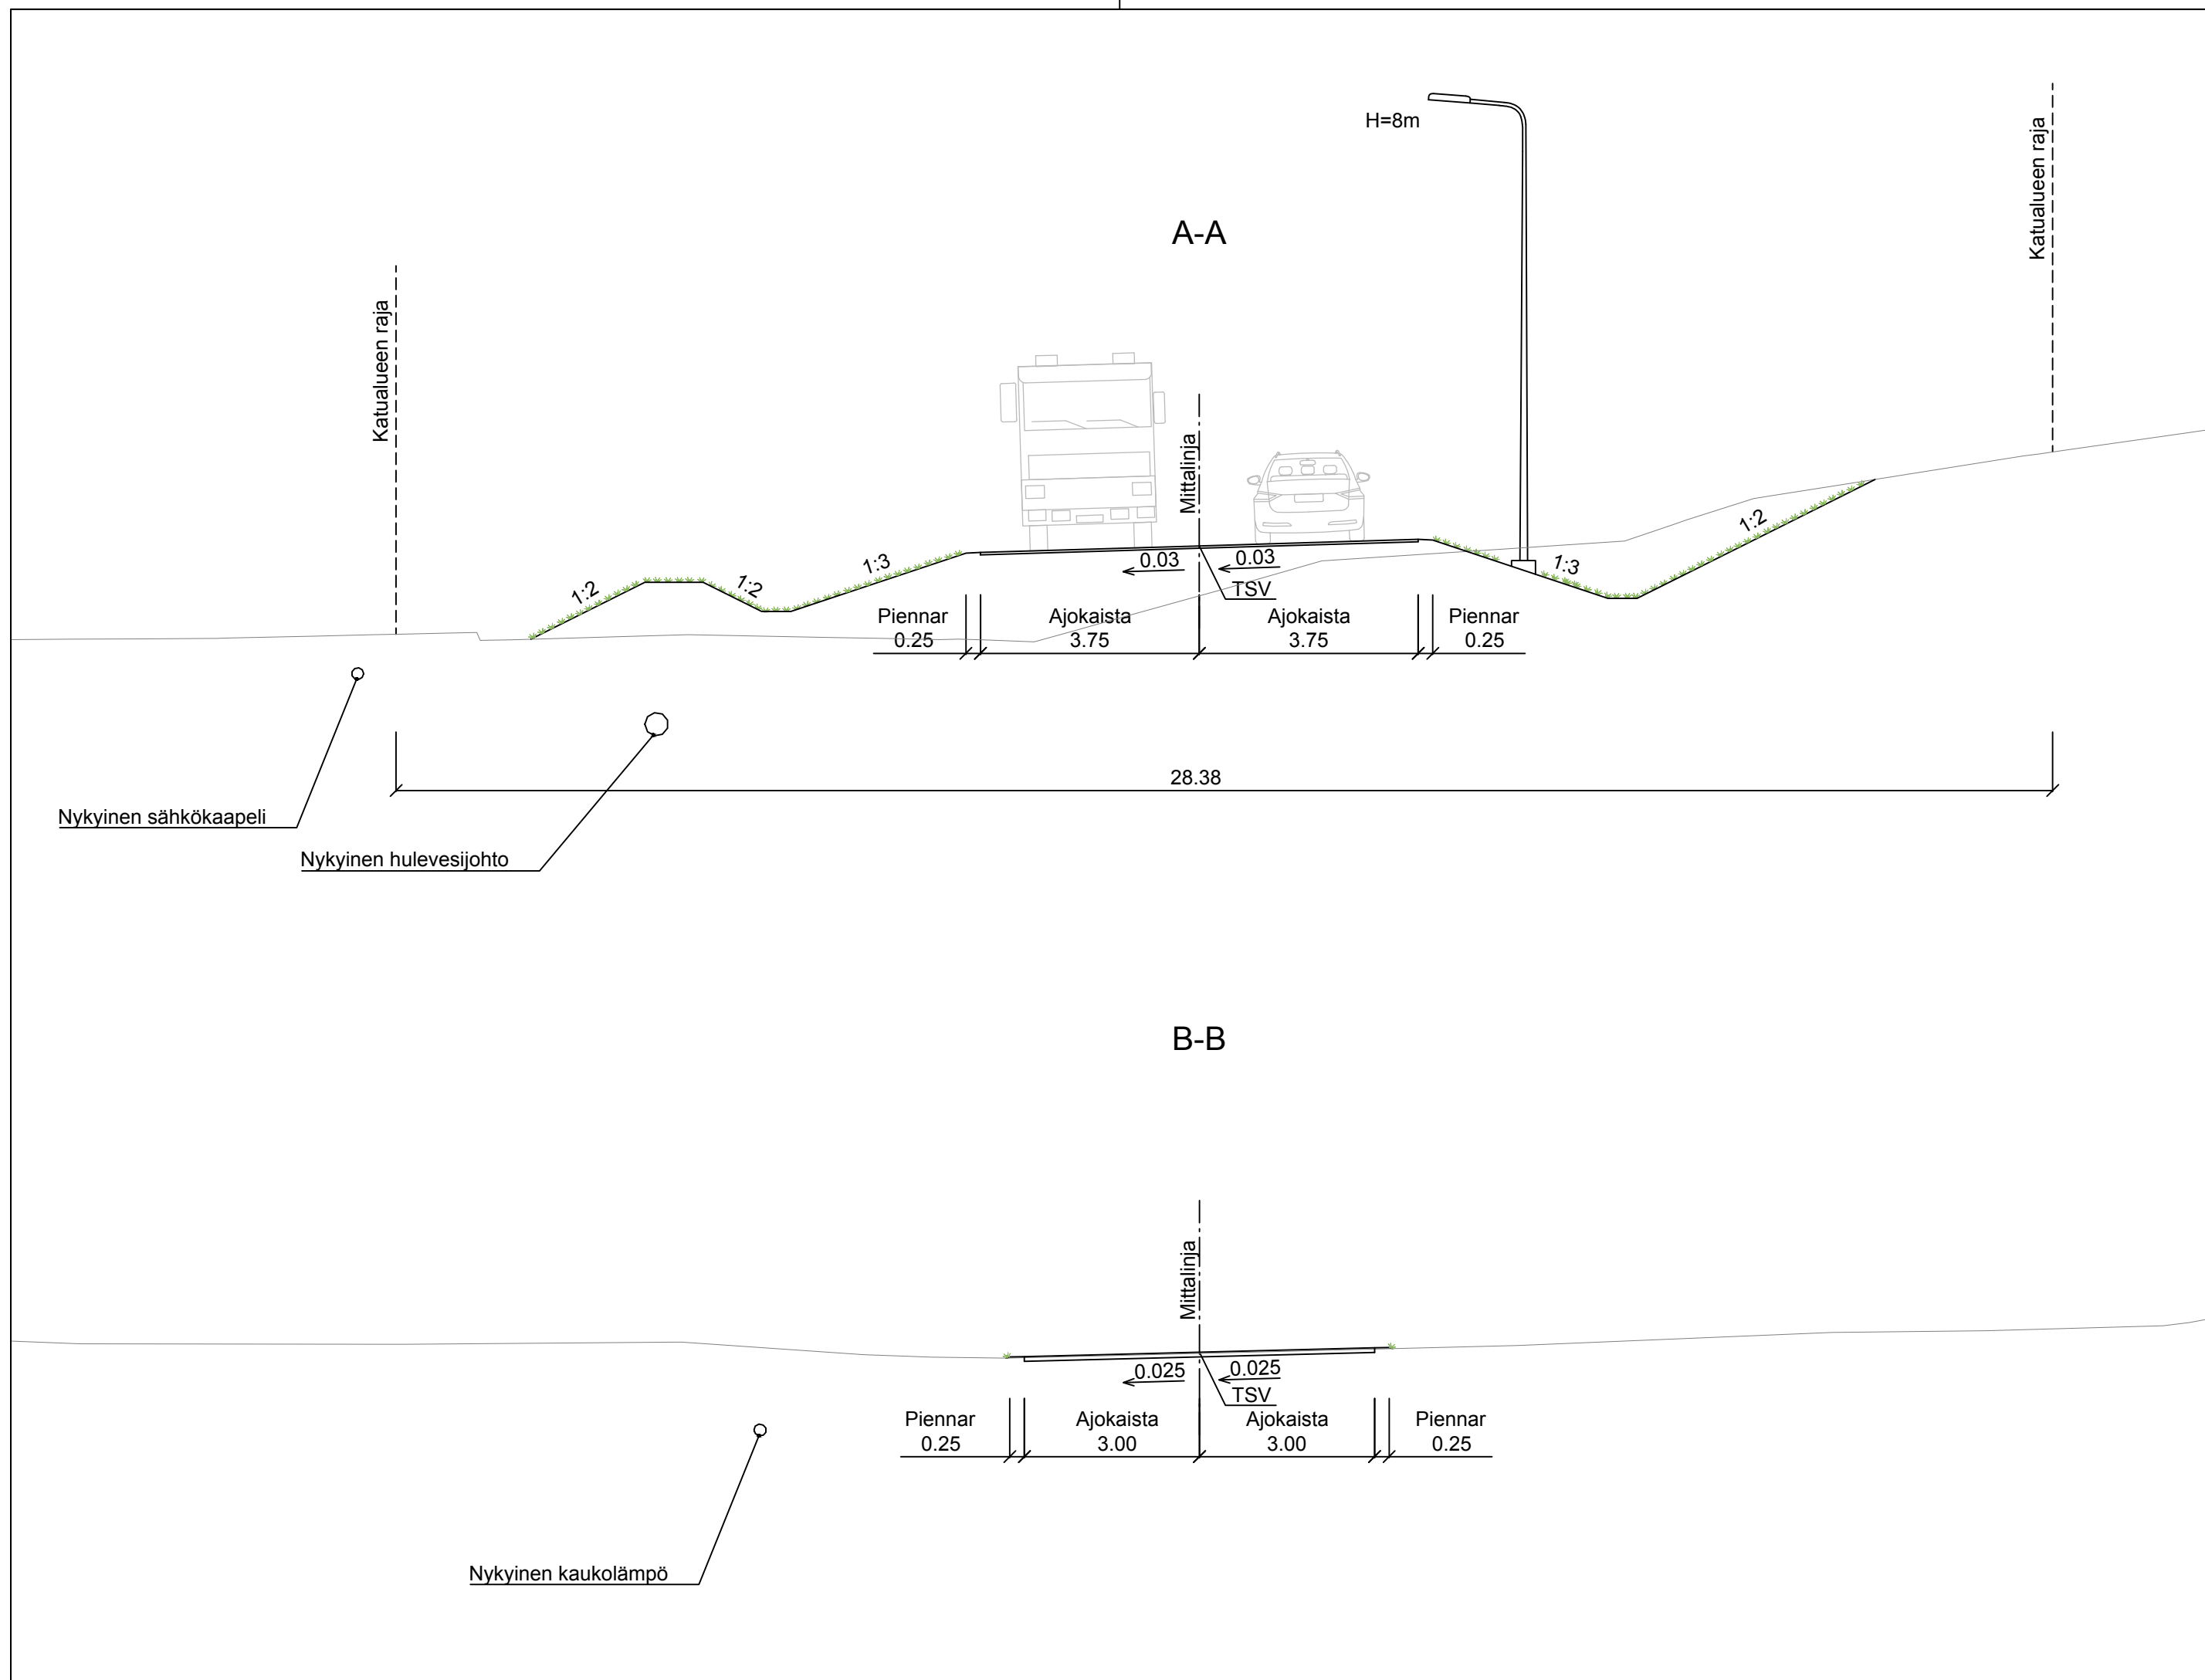 H=8m
Katualueen raja
A-A
Katualueen raja
Mittalinja
1:2
1:2
1:3
0.03
0.03
1:3
1:2
TSV
Piennar
0.25
Ajokaista
3.75
Ajokaista
3.75
Piennar
0.25
28.38
Nykyinen sähkökaapeli
Nykyinen hulevesijohto
B-B
Mittalinja
0.025
0.025
TSV
Piennar
0.25
Ajokaista
3.00
Ajokaista
3.00
Piennar
0.25
Nykyinen kaukolämpö